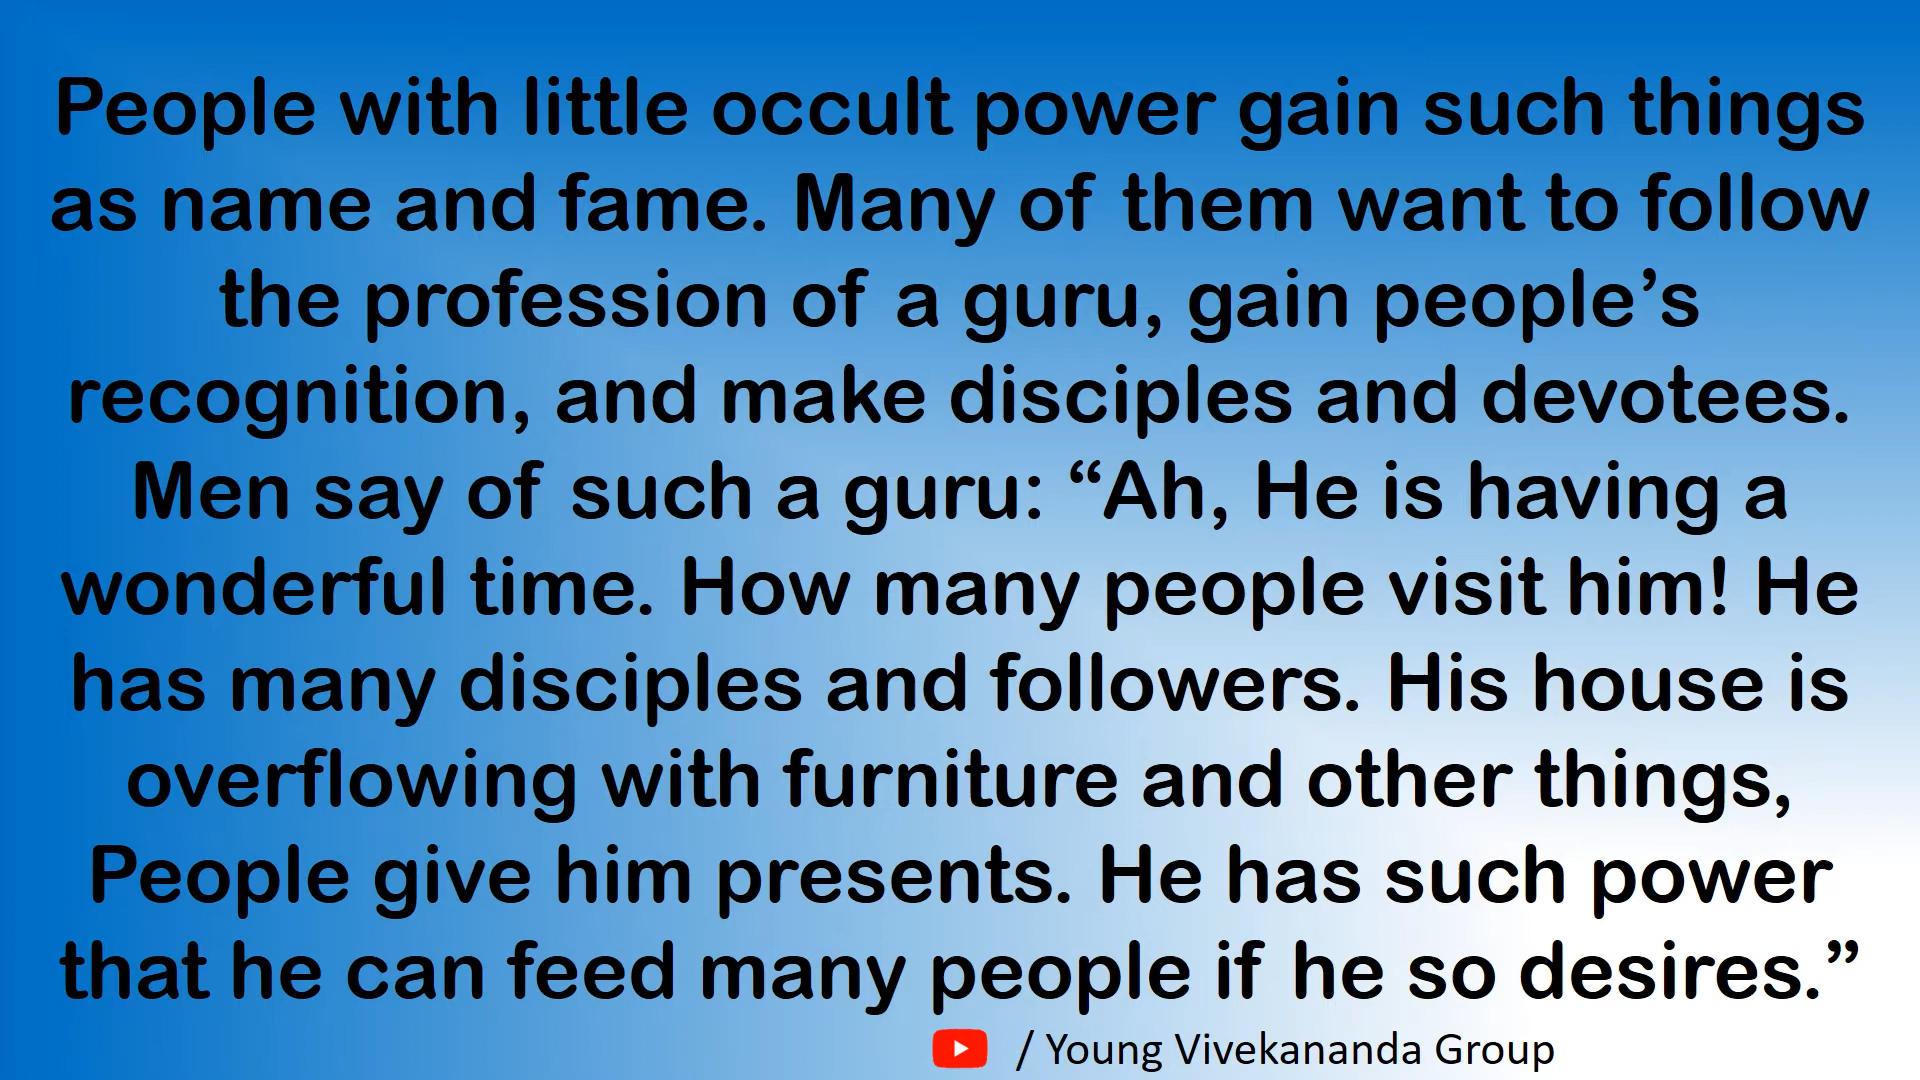 People with little occult power gain such things
as name and fame. Many of them want to follow
the profession of a guru, gain people’s
recognition, and make disciples and devotees.
Men say of such a guru: “Ah, He is having a
wonderful time. How many people visit him! He
has many disciples and followers. His house is
overflowing with furniture and other things,
People give him presents. He has such power
that he can feed many people if he so desires.”
/ Young Vivekananda Group